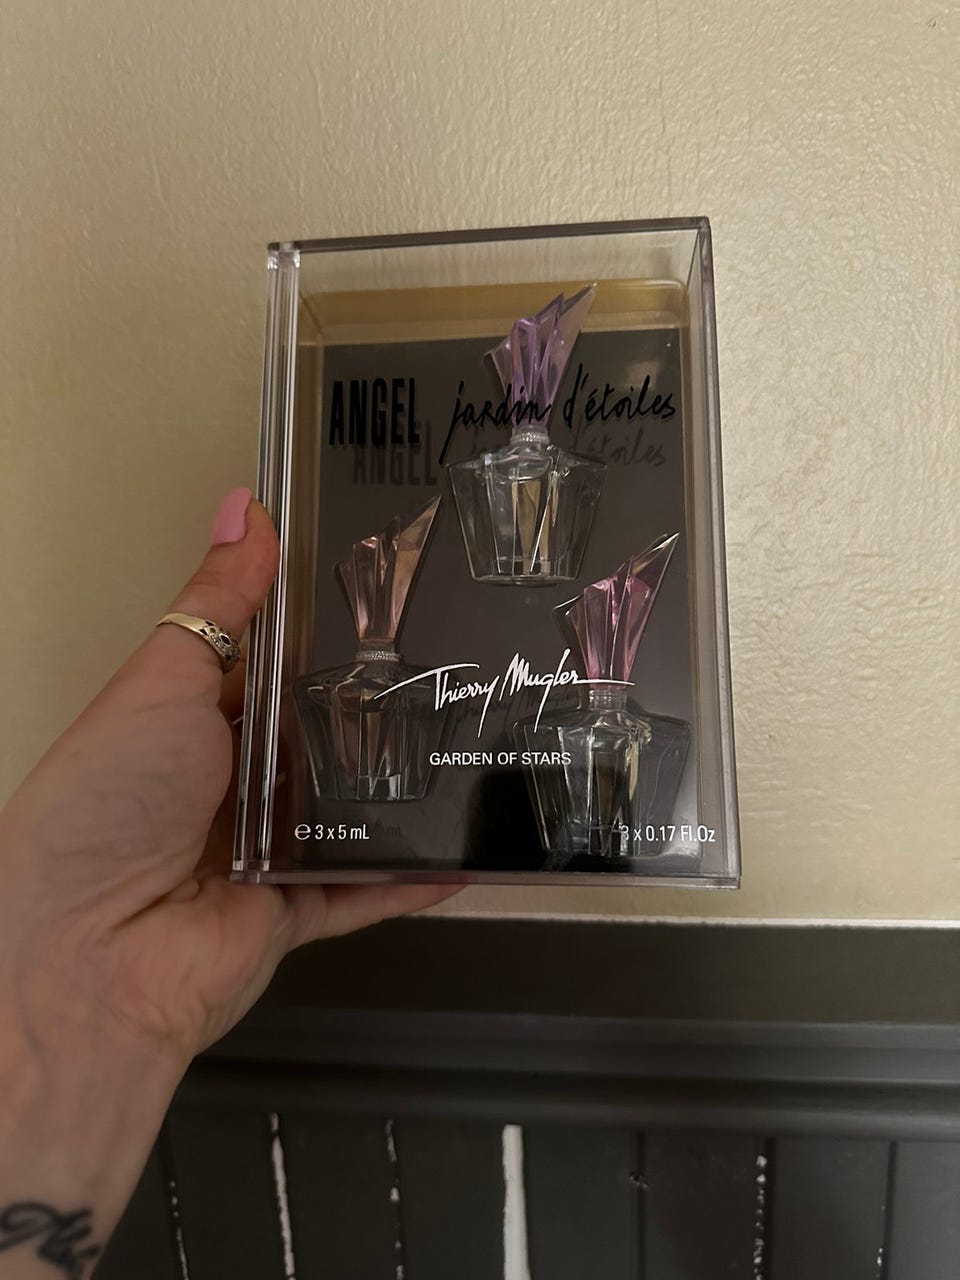 ANGEL jardin d'étoiles
Thierry Mugler
GARDEN OF STARS
℮ 3 x 5 mL
3 x 0.17 Fl.Oz